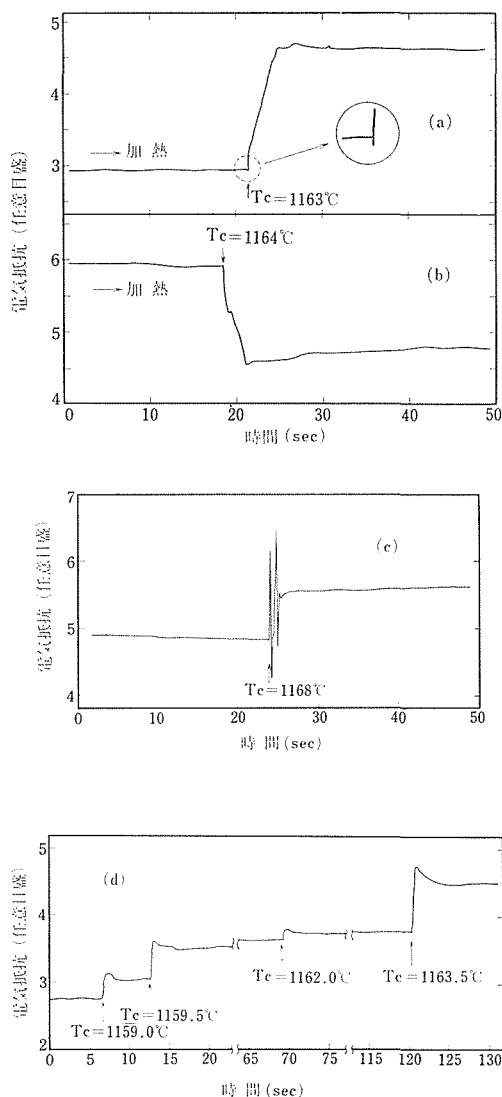 5
4
3
2
(a)
→ 加熱
Tc=1163℃
Tc=1164℃
6
5
4
(b)
→ 加熱
電気抵抗 (任意目盛)
0 10 20 30 40 50
時間(sec)
7
6
5
4
(c)
Tc=1168℃
電気抵抗 (任意目盛)
0 10 20 30 40 50
時間(sec)
5
4
3
2
(d)
Tc=1159.0℃
Tc=1159.5℃
Tc=1162.0℃
Tc=1163.5℃
電気抵抗 (任意目盛)
0 5 10 15 20 65 70 75 115 120 125 130
時間(sec)